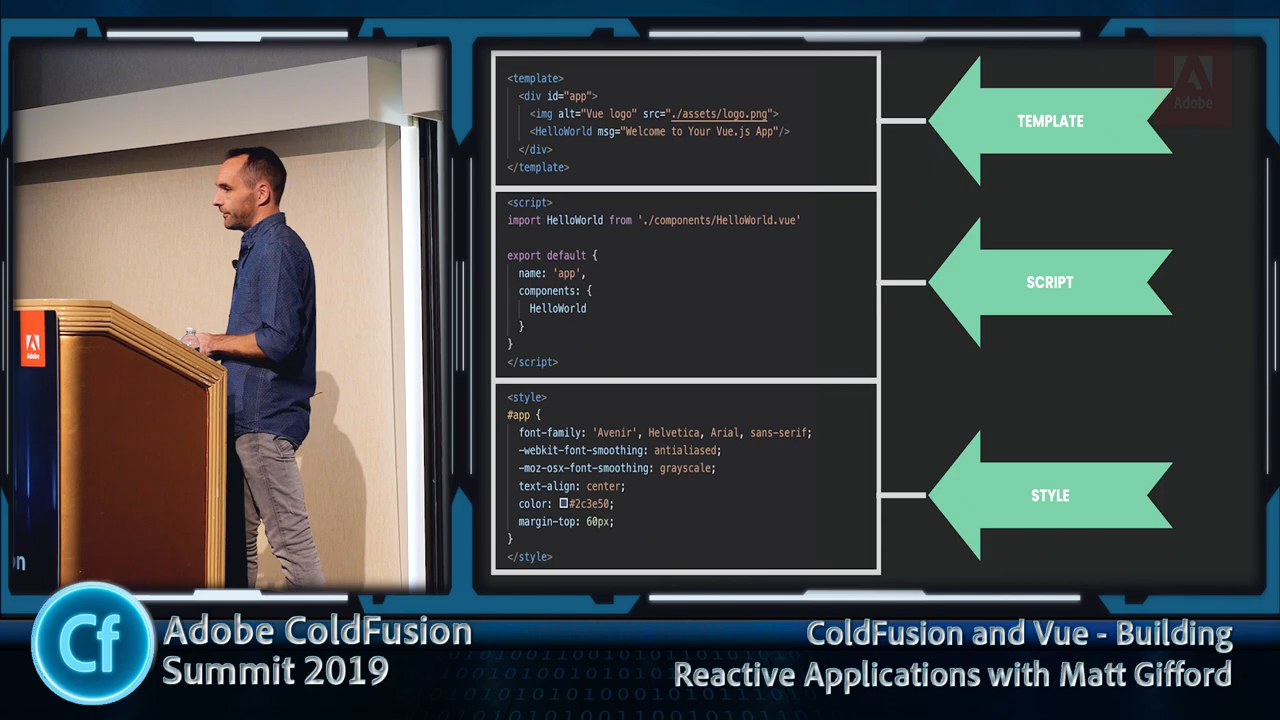 Adobe
n
<template>
<div id="app">
<img alt="Vue logo" src="./assets/logo.png">
<HelloWorld msg="Welcome to Your Vue.js App"/>
</div>
</template>
<script>
import HelloWorld from './components/HelloWorld.vue'
export default {
name: 'app',
components: {
HelloWorld
}
}
</script>
<style>
#app {
font-family: 'Avenir', Helvetica, Arial, sans-serif;
-webkit-font-smoothing: antialiased;
-moz-osx-font-smoothing: grayscale;
text-align: center;
color: #2c3e50;
margin-top: 60px;
}
</style>
TEMPLATE
SCRIPT
STYLE
Adobe
Cf
Adobe ColdFusion
Summit 2019
ColdFusion and Vue - Building
Reactive Applications with Matt Gifford